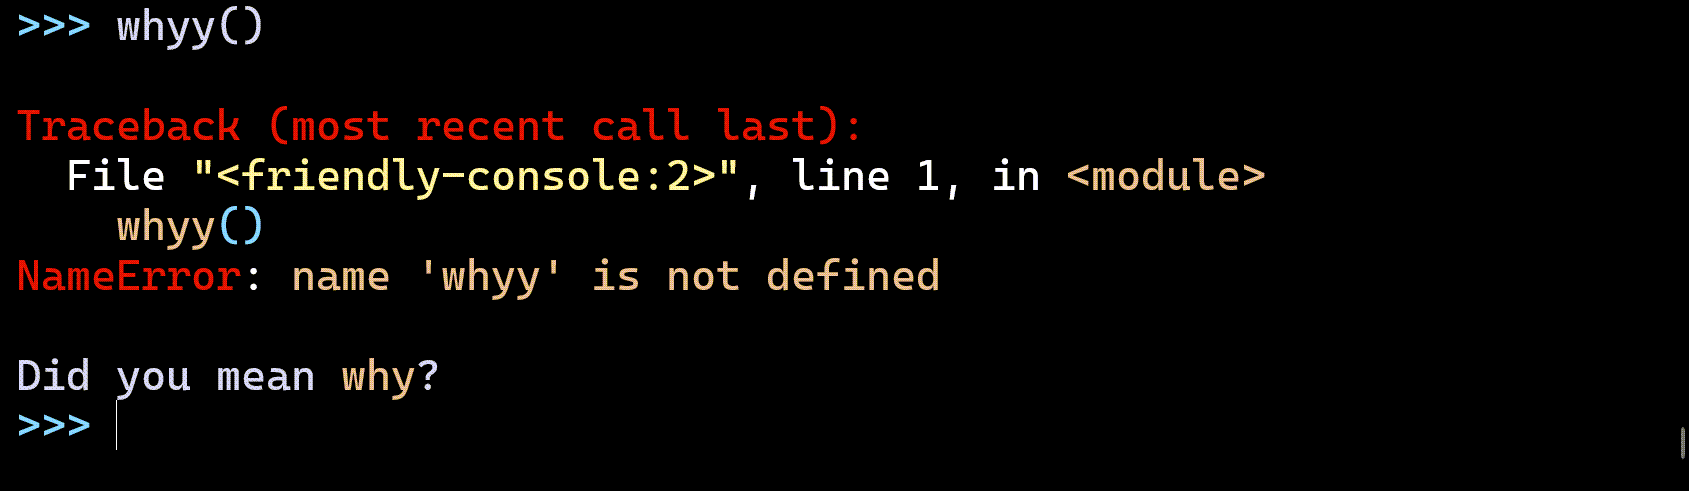 >>> whyy()
Traceback (most recent call last):
  File "<friendly-console:2>", line 1, in <module>
    whyy()
NameError: name 'whyy' is not defined
Did you mean why?
>>>